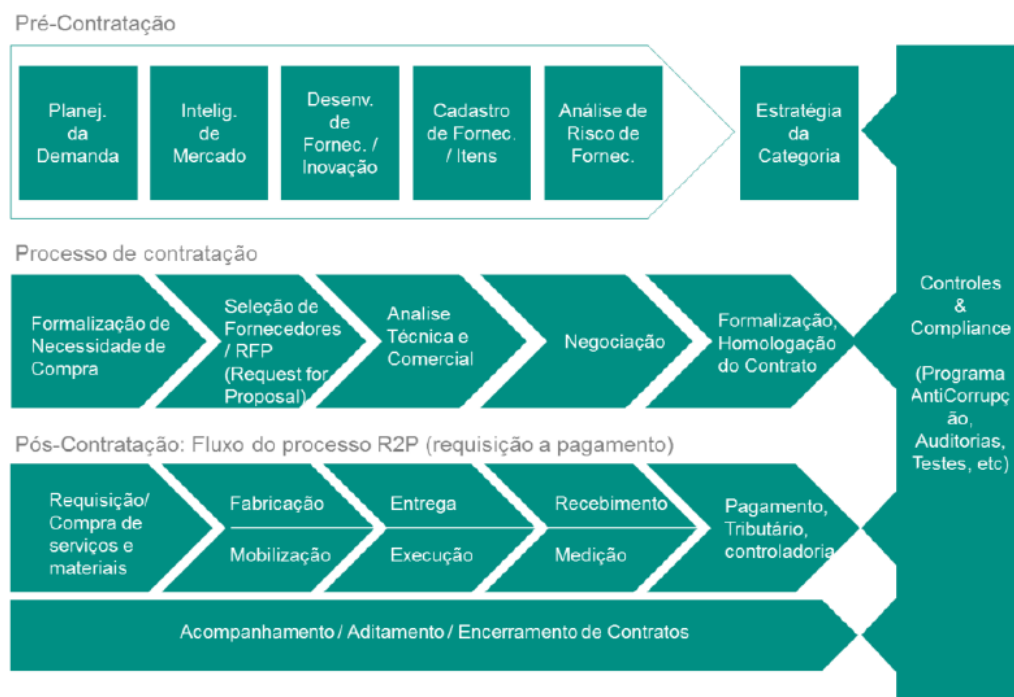 Pré-Contratação
Planej.
da
Demanda
Intelig.
de
Mercado
Desenv.
de
Fornec. /
Inovação
Cadastro
de Fornec.
/ Itens
Análise de
Risco de
Fornec.
Estratégia
da
Categoria
Processo de contratação
Formalização de
Necessidade de
Compra
Seleção de
Fornecedores
/ RFP
(Request for
Proposal)
Analise
Técnica e
Comercial
Negociação
Formalização,
Homologação
do Contrato
Pós-Contratação: Fluxo do processo R2P (requisição a pagamento)
Requisição/
Compra de
serviços e
materiais
Fabricação
Mobilização
Entrega
Execução
Recebimento
Medição
Pagamento,
Tributário,
controladoria
Acompanhamento / Aditamento / Encerramento de Contratos
Controles
&
Compliance
(Programa
AntiCorrupç
ão,
Auditorias,
Testes, etc)